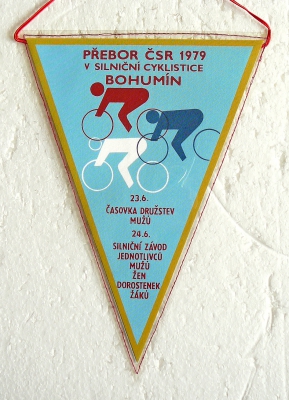 PŘEBOR ČSR 1979
V SILNIČNÍ CYKLISTICE
BOHUMÍN
23.6.
ČASOVKA DRUŽSTEV
MUŽŮ
24.6.
SILNIČNÍ ZÁVOD
JEDNOTLIVCŮ
MUŽŮ
ŽEN
DOROSTENEK
ŽÁKŮ